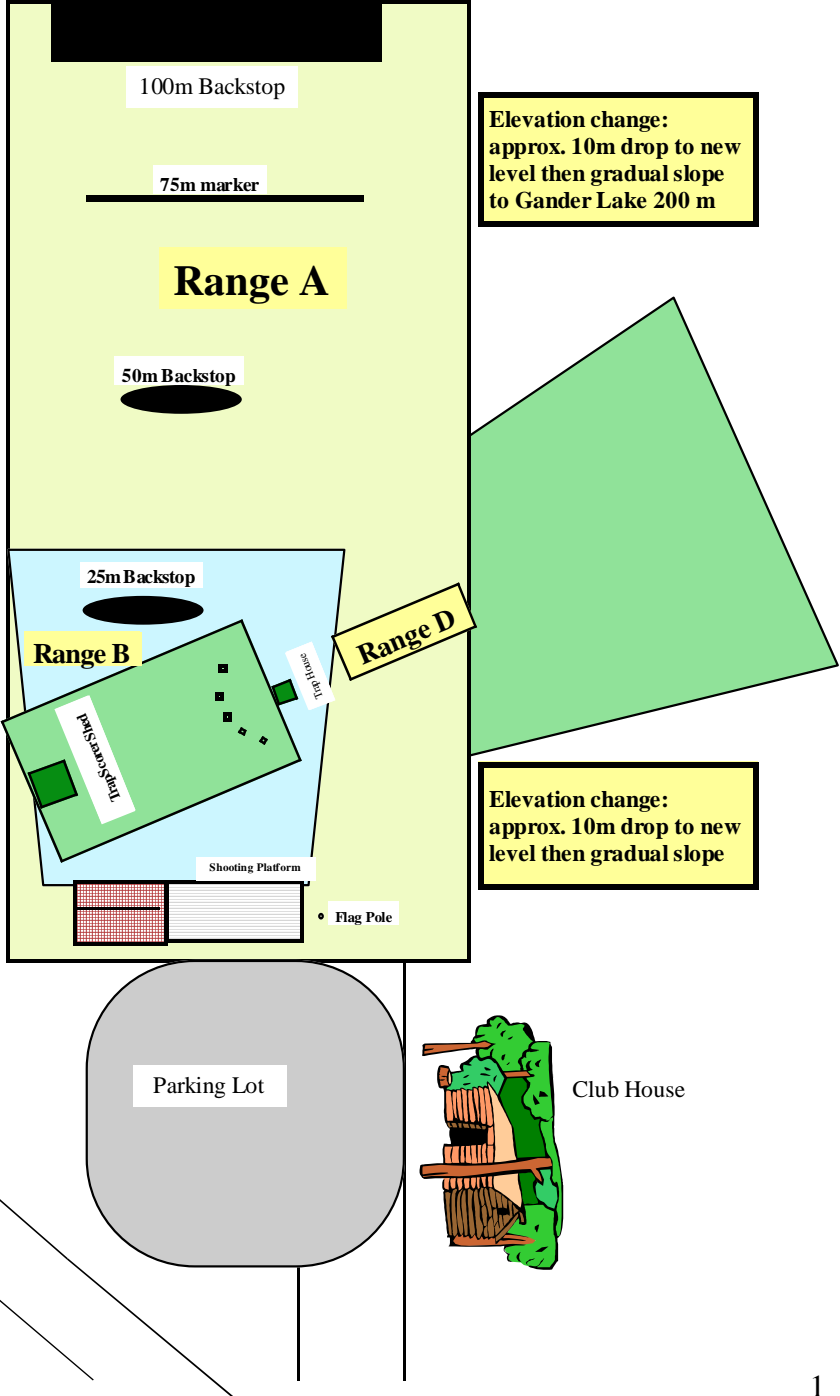 100m Backstop
Elevation change:
approx. 10m drop to new
level then gradual slope
to Gander Lake 200 m
75m marker
Range A
50m Backstop
25m Backstop
Range B
Range D
Trap House
Trap Scorer Shed
Elevation change:
approx. 10m drop to new
level then gradual slope
Shooting Platform
Flag Pole
Parking Lot
Club House
1